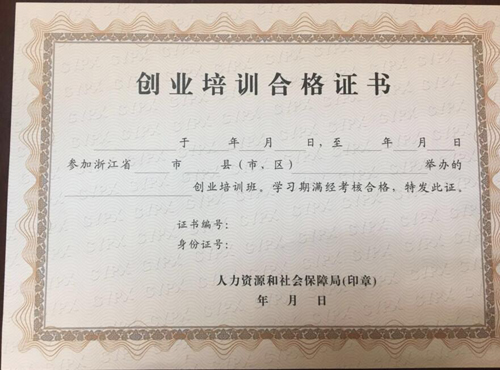 创业培训合格证书
于 年 月 日,至 年 月 日
参加浙江省 市 县(市、区) 举办的
创业培训班。学习期满经考核合格,特发此证。
证书编号:
身份证号:
人力资源和社会保障局(印章)
年 月 日